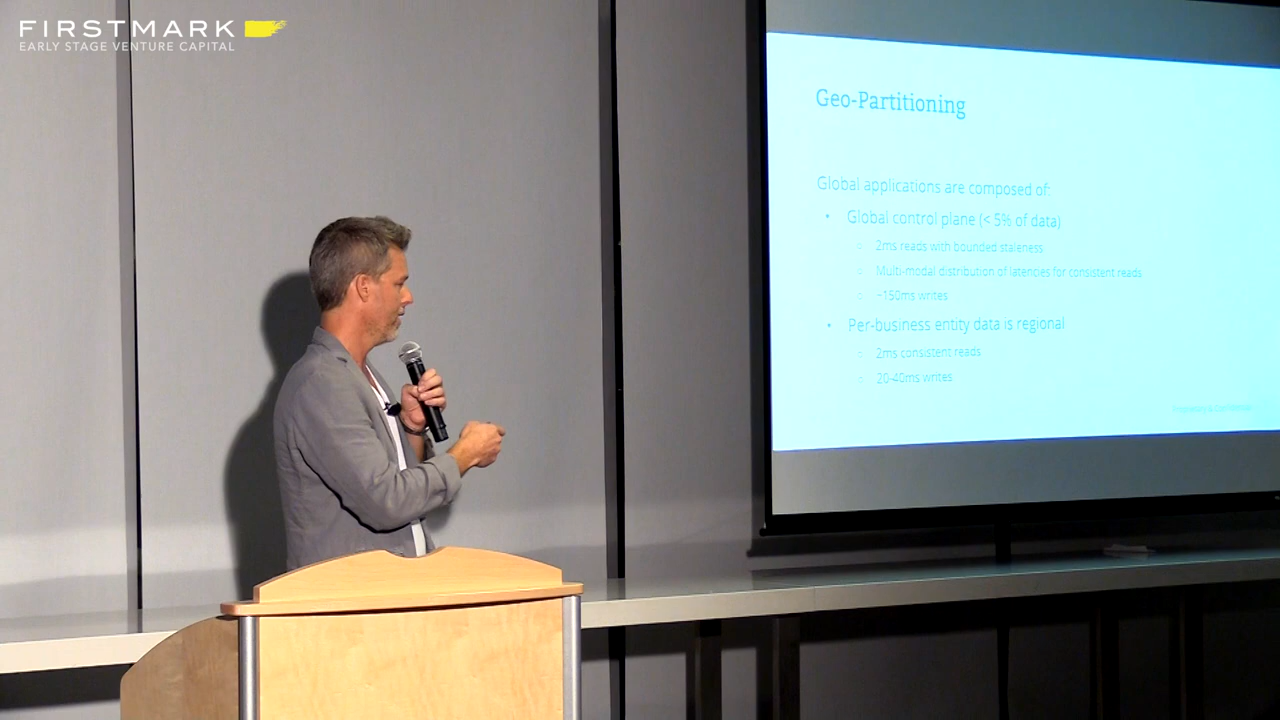 FIRSTMARK
EARLY STAGE VENTURE CAPITAL
Geo-Partitioning
Global applications are composed of:
• Global control plane (< 5% of data)
○ 2ms reads with bounded staleness
○ Multi-modal distribution of latencies for consistent reads
○ ~150ms writes
• Per-business entity data is regional
○ 2ms consistent reads
○ 20-40ms writes